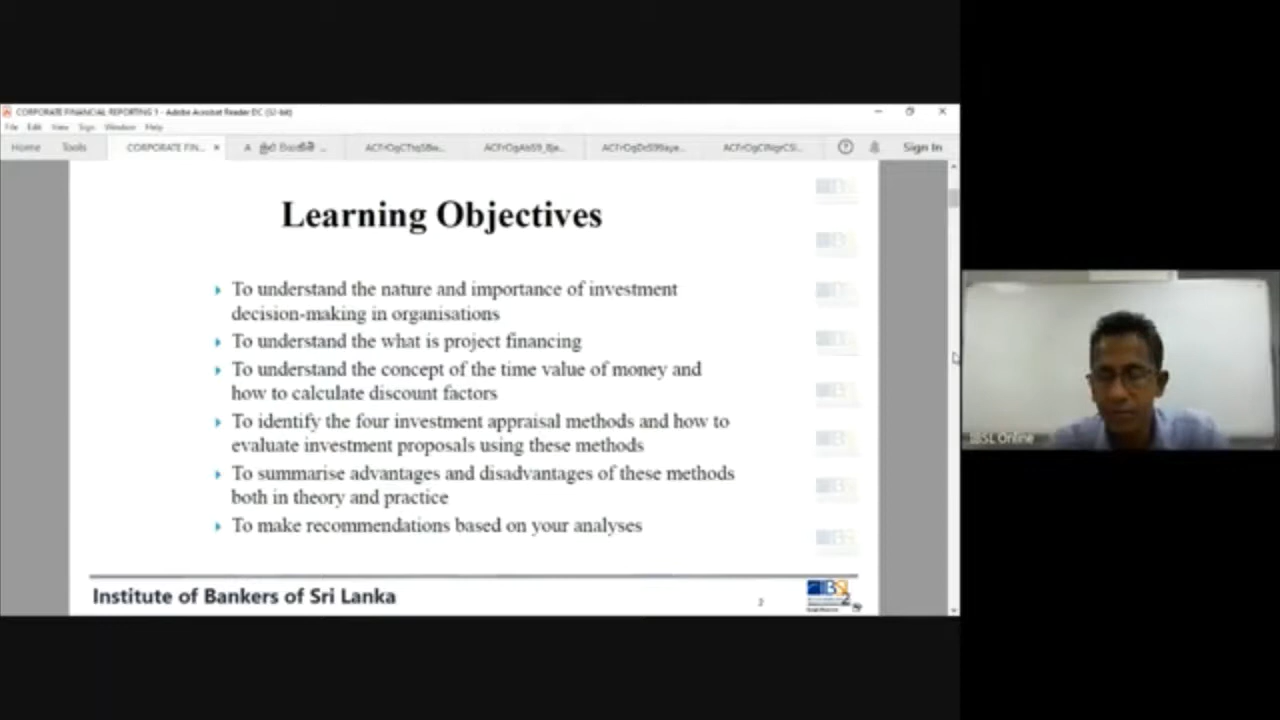 CORPORATE FINANCIAL REPORTING 1 - Adobe Acrobat Reader DC (32-bit)
File Edit View Sign Window Help
Home Tools CORPORATE FIN... × Sign In
Learning Objectives
To understand the nature and importance of investment
decision-making in organisations
To understand the what is project financing
To understand the concept of the time value of money and
how to calculate discount factors
To identify the four investment appraisal methods and how to
evaluate investment proposals using these methods
To summarise advantages and disadvantages of these methods
both in theory and practice
To make recommendations based on your analyses
Institute of Bankers of Sri Lanka
2
IBSL Online